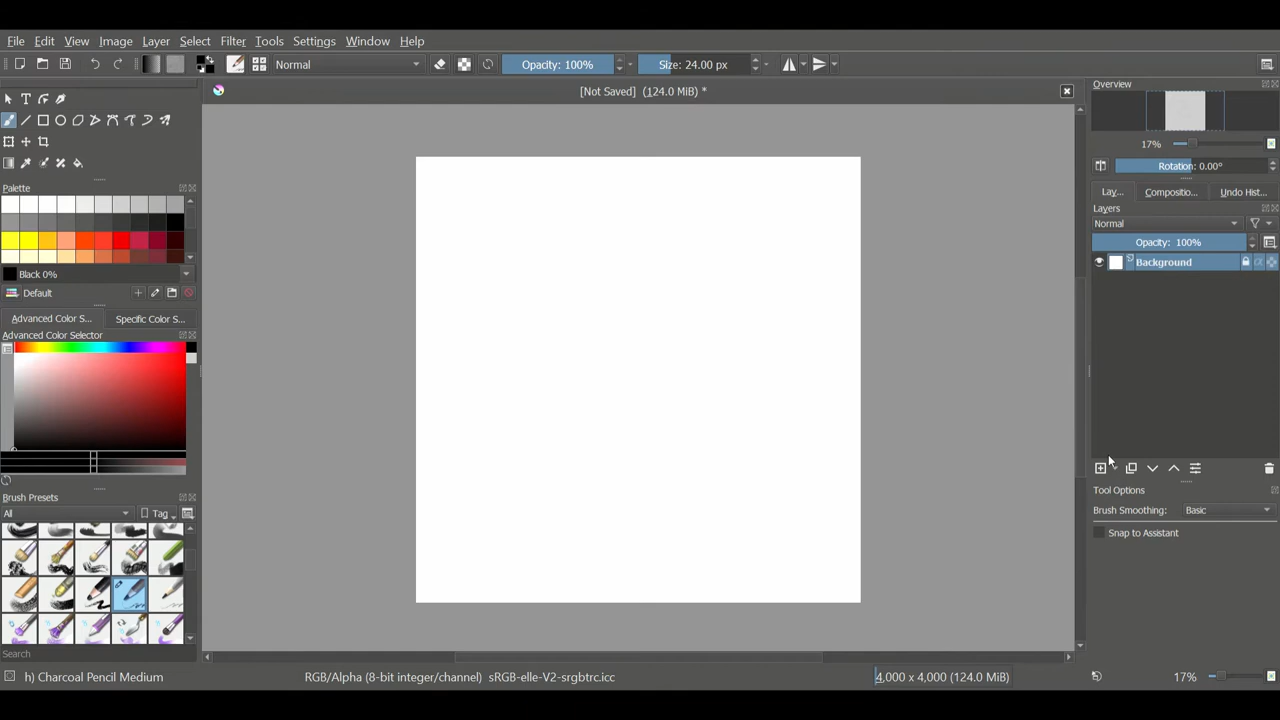 File Edit View Image Layer Select Filter Tools Settings Window Help
Normal Opacity: 100% Size: 24.00 px
[Not Saved] (124.0 MiB) *
Overview
17%
Rotation: 0.00°
Palette
Black 0%
Default
Advanced Color S... Specific Color S...
Advanced Color Selector
Brush Presets
All Tag
Search
Lay... Compositio... Undo Hist...
Layers
Normal
Opacity: 100%
Background
Tool Options
Brush Smoothing: Basic
Snap to Assistant
h) Charcoal Pencil Medium RGB/Alpha (8-bit integer/channel) sRGB-elle-V2-srgbtrc.icc 4,000 x 4,000 (124.0 MiB) 17%